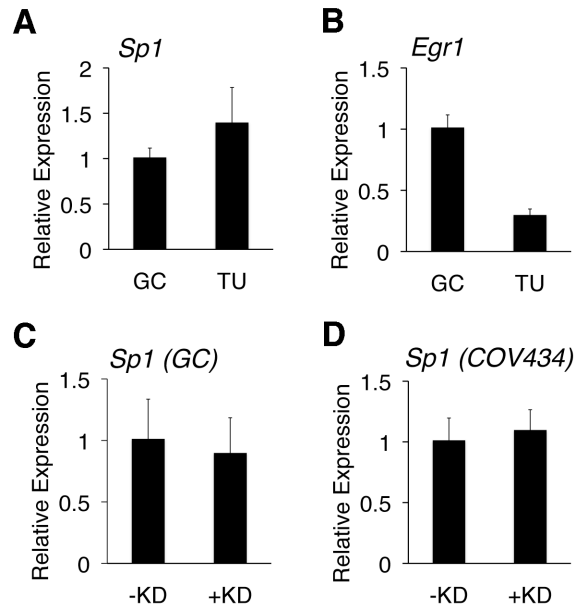 A
Sp1
Relative Expression
2
1.5
1
0.5
0
GC TU
B
Egr1
Relative Expression
1.5
1
0.5
0
GC TU
C
Sp1 (GC)
Relative Expression
1.5
1
0.5
0
-KD +KD
D
Sp1 (COV434)
Relative Expression
1.5
1
0.5
0
-KD +KD